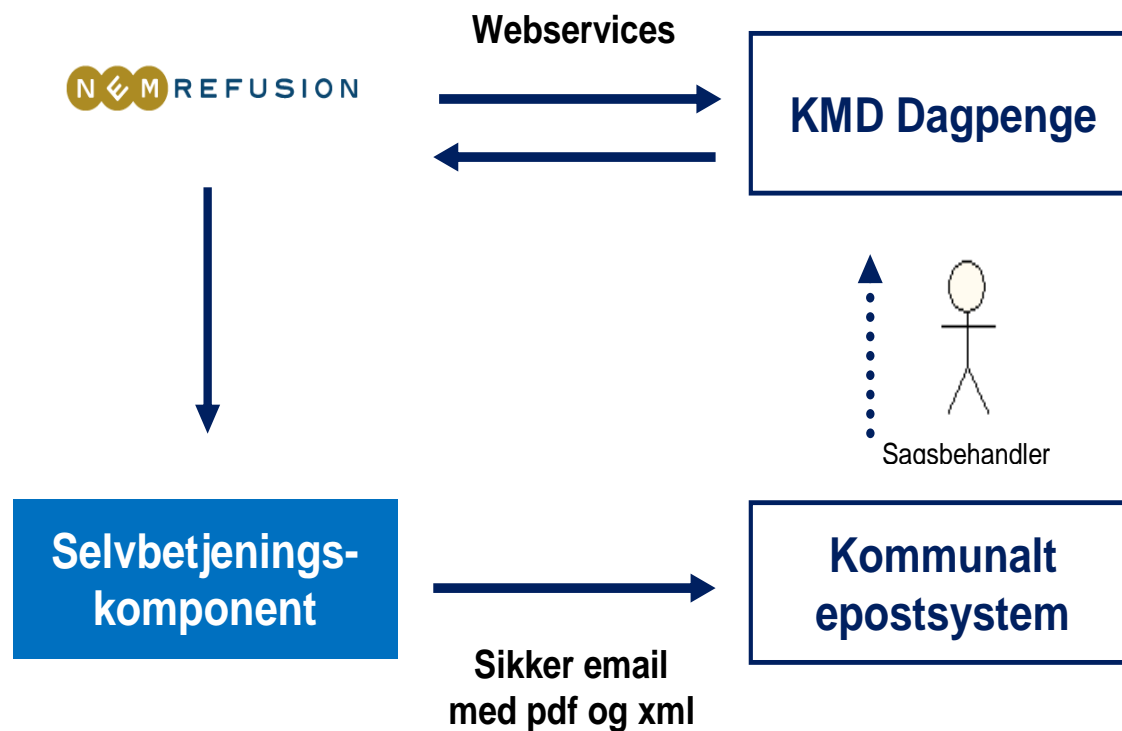 Webservices
NEMREFUSION
KMD Dagpenge
Sagsbehandler
Selvbetjenings-
komponent
Kommunalt
epostsystem
Sikker email
med pdf og xml